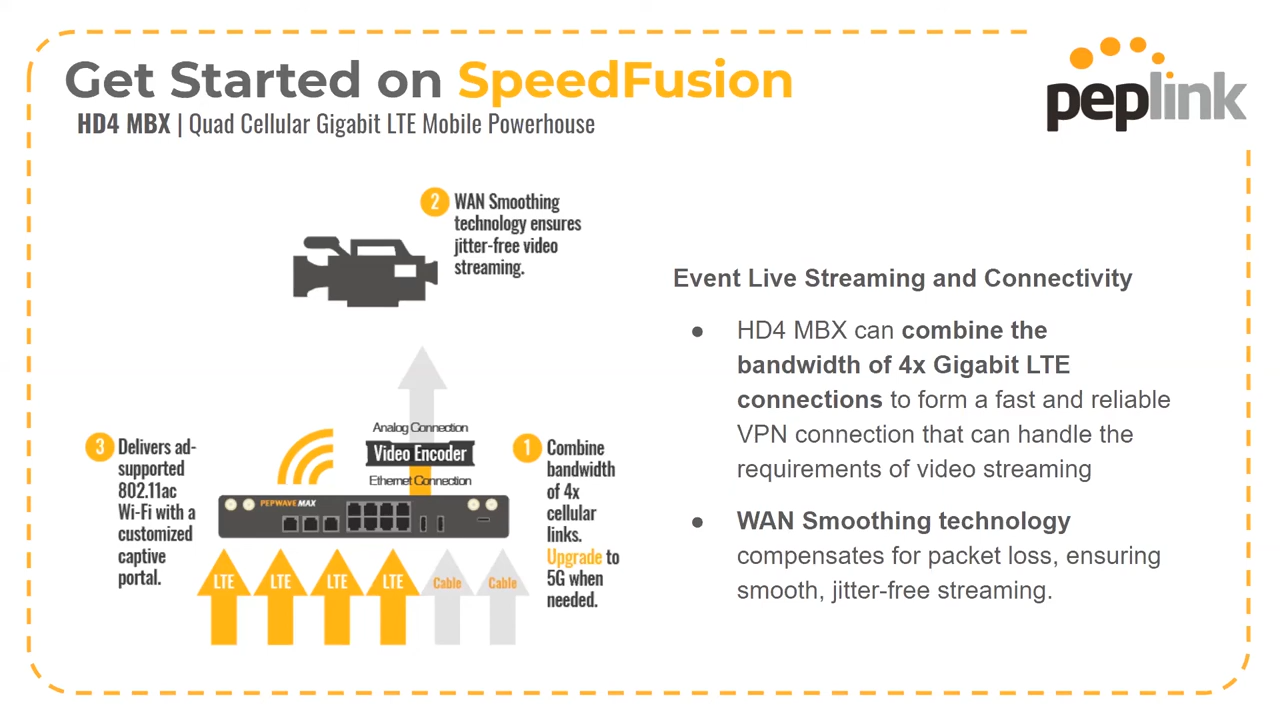 Get Started on SpeedFusion
HD4 MBX | Quad Cellular Gigabit LTE Mobile Powerhouse
peplink
2 WAN Smoothing
technology ensures
jitter-free video
streaming.
3 Delivers ad-
supported
802.11ac
Wi-Fi with a
customized
captive
portal.
Analog Connection
Video Encoder
Ethernet Connection
PEPWAVE MAX
LTE LTE LTE LTE Cable Cable
1 Combine
bandwidth
of 4x
cellular
links.
Upgrade to
5G when
needed.
Event Live Streaming and Connectivity
● HD4 MBX can combine the
bandwidth of 4x Gigabit LTE
connections to form a fast and reliable
VPN connection that can handle the
requirements of video streaming
● WAN Smoothing technology
compensates for packet loss, ensuring
smooth, jitter-free streaming.